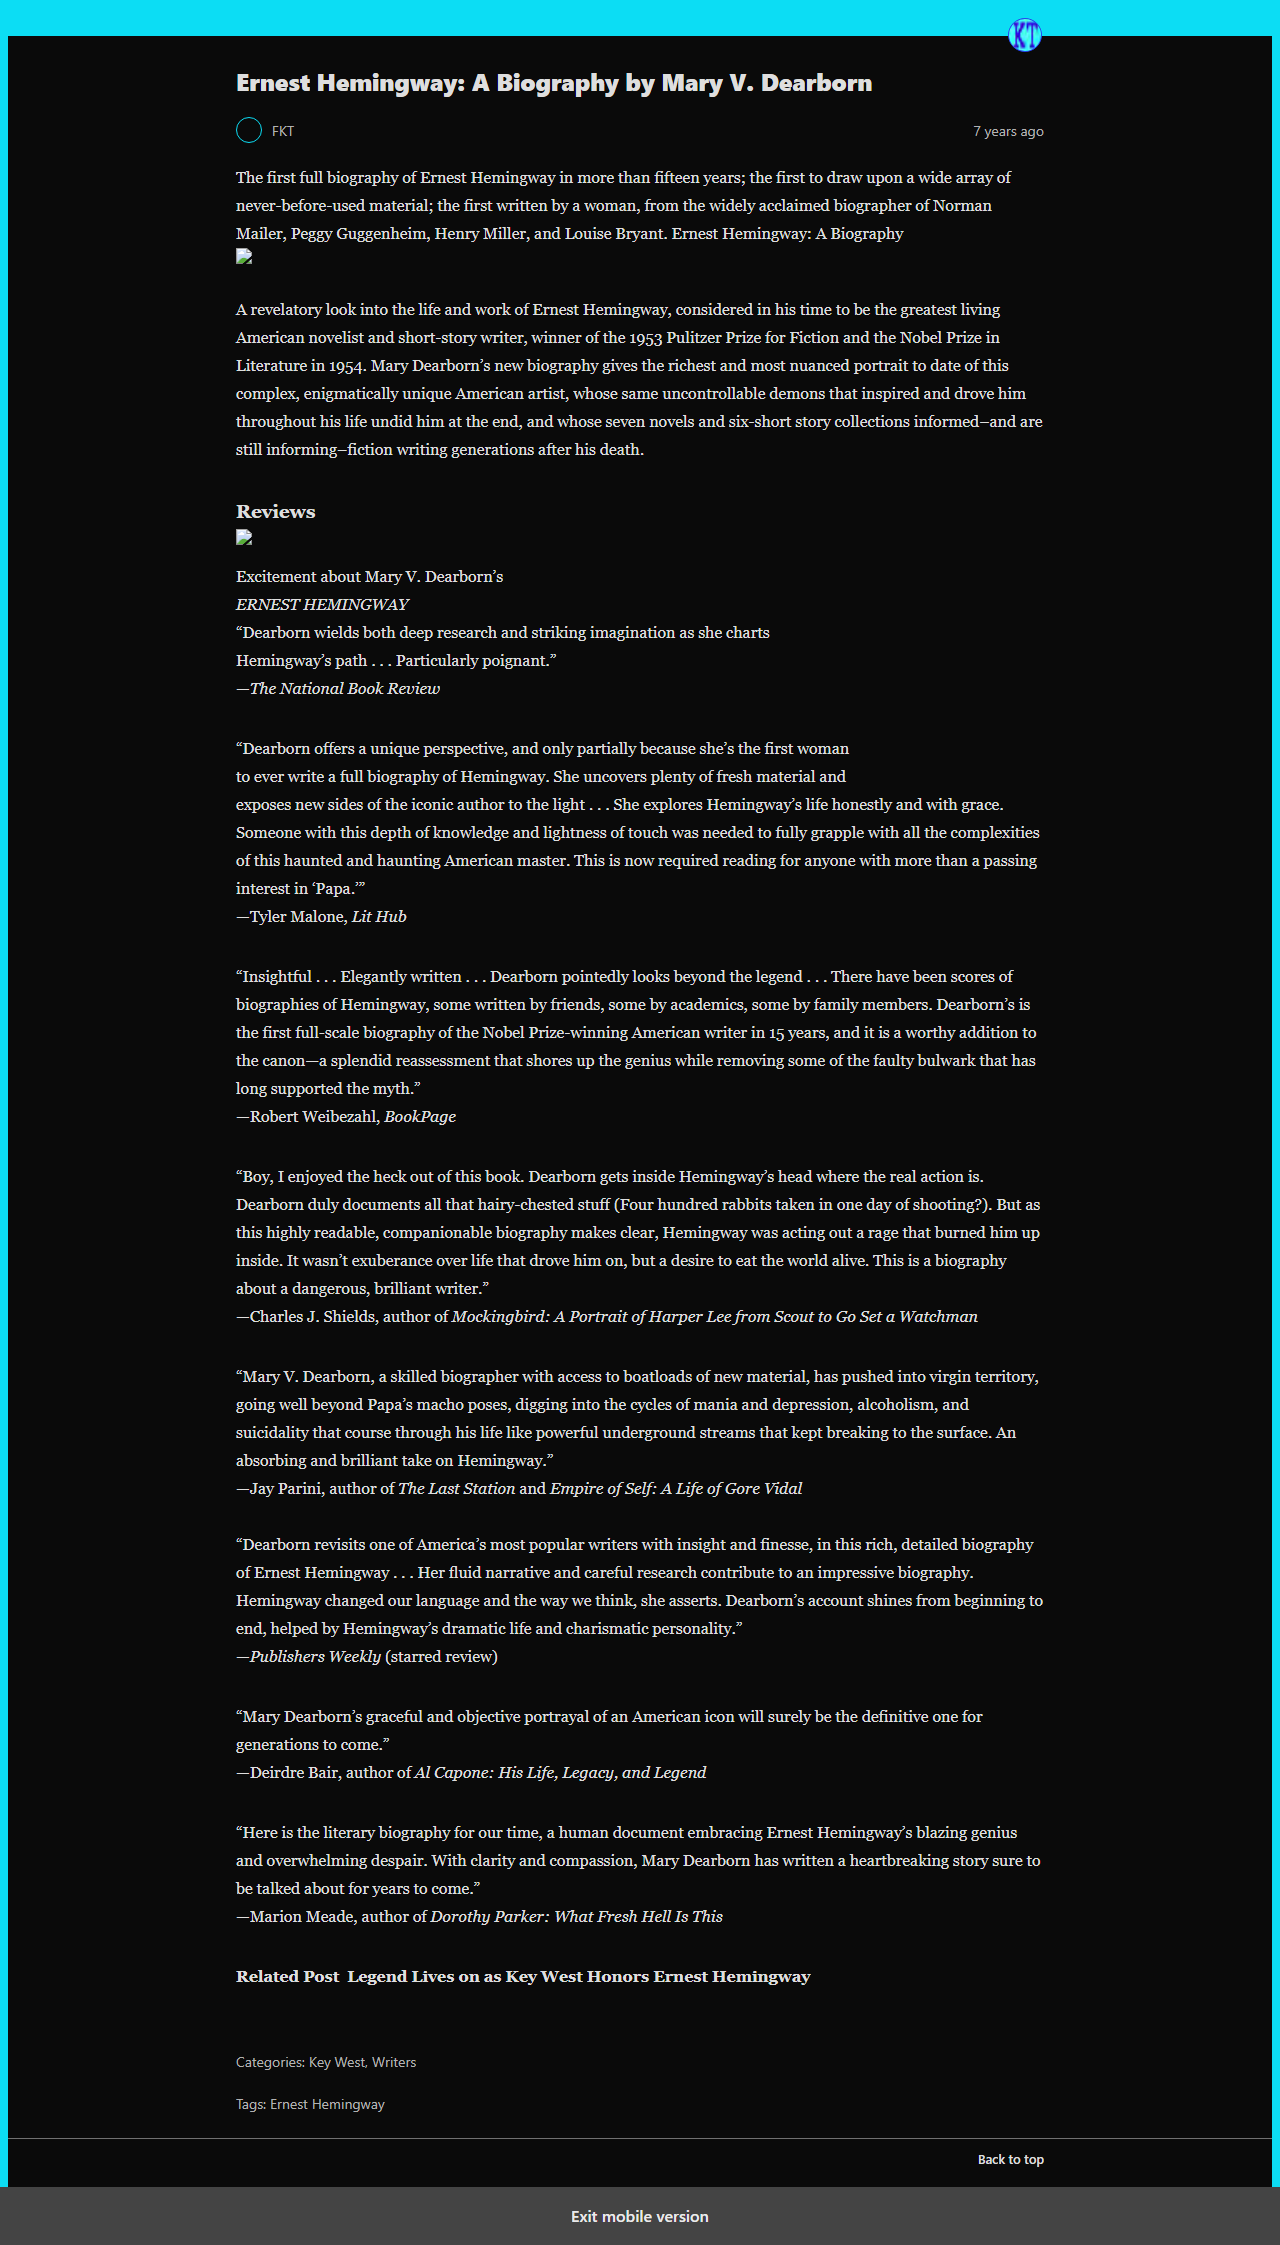 KT
Ernest Hemingway: A Biography by Mary V. Dearborn
FKT
7 years ago
The first full biography of Ernest Hemingway in more than fifteen years; the first to draw upon a wide array of
never-before-used material; the first written by a woman, from the widely acclaimed biographer of Norman
Mailer, Peggy Guggenheim, Henry Miller, and Louise Bryant. Ernest Hemingway: A Biography
A revelatory look into the life and work of Ernest Hemingway, considered in his time to be the greatest living
American novelist and short-story writer, winner of the 1953 Pulitzer Prize for Fiction and the Nobel Prize in
Literature in 1954. Mary Dearborn’s new biography gives the richest and most nuanced portrait to date of this
complex, enigmatically unique American artist, whose same uncontrollable demons that inspired and drove him
throughout his life undid him at the end, and whose seven novels and six-short story collections informed–and are
still informing–fiction writing generations after his death.
Reviews
Excitement about Mary V. Dearborn’s
ERNEST HEMINGWAY
“Dearborn wields both deep research and striking imagination as she charts
Hemingway’s path . . . Particularly poignant.”
—The National Book Review
“Dearborn offers a unique perspective, and only partially because she’s the first woman
to ever write a full biography of Hemingway. She uncovers plenty of fresh material and
exposes new sides of the iconic author to the light . . . She explores Hemingway’s life honestly and with grace.
Someone with this depth of knowledge and lightness of touch was needed to fully grapple with all the complexities
of this haunted and haunting American master. This is now required reading for anyone with more than a passing
interest in ‘Papa.’”
—Tyler Malone, Lit Hub
“Insightful . . . Elegantly written . . . Dearborn pointedly looks beyond the legend . . . There have been scores of
biographies of Hemingway, some written by friends, some by academics, some by family members. Dearborn’s is
the first full-scale biography of the Nobel Prize-winning American writer in 15 years, and it is a worthy addition to
the canon—a splendid reassessment that shores up the genius while removing some of the faulty bulwark that has
long supported the myth.”
—Robert Weibezahl, BookPage
“Boy, I enjoyed the heck out of this book. Dearborn gets inside Hemingway’s head where the real action is.
Dearborn duly documents all that hairy-chested stuff (Four hundred rabbits taken in one day of shooting?). But as
this highly readable, companionable biography makes clear, Hemingway was acting out a rage that burned him up
inside. It wasn’t exuberance over life that drove him on, but a desire to eat the world alive. This is a biography
about a dangerous, brilliant writer.”
—Charles J. Shields, author of Mockingbird: A Portrait of Harper Lee from Scout to Go Set a Watchman
“Mary V. Dearborn, a skilled biographer with access to boatloads of new material, has pushed into virgin territory,
going well beyond Papa’s macho poses, digging into the cycles of mania and depression, alcoholism, and
suicidality that course through his life like powerful underground streams that kept breaking to the surface. An
absorbing and brilliant take on Hemingway.”
—Jay Parini, author of The Last Station and Empire of Self: A Life of Gore Vidal
“Dearborn revisits one of America’s most popular writers with insight and finesse, in this rich, detailed biography
of Ernest Hemingway . . . Her fluid narrative and careful research contribute to an impressive biography.
Hemingway changed our language and the way we think, she asserts. Dearborn’s account shines from beginning to
end, helped by Hemingway’s dramatic life and charismatic personality.”
—Publishers Weekly (starred review)
“Mary Dearborn’s graceful and objective portrayal of an American icon will surely be the definitive one for
generations to come.”
—Deirdre Bair, author of Al Capone: His Life, Legacy, and Legend
“Here is the literary biography for our time, a human document embracing Ernest Hemingway’s blazing genius
and overwhelming despair. With clarity and compassion, Mary Dearborn has written a heartbreaking story sure to
be talked about for years to come.”
—Marion Meade, author of Dorothy Parker: What Fresh Hell Is This
Related Post  Legend Lives on as Key West Honors Ernest Hemingway
Categories: Key West, Writers
Tags: Ernest Hemingway
Back to top
Exit mobile version